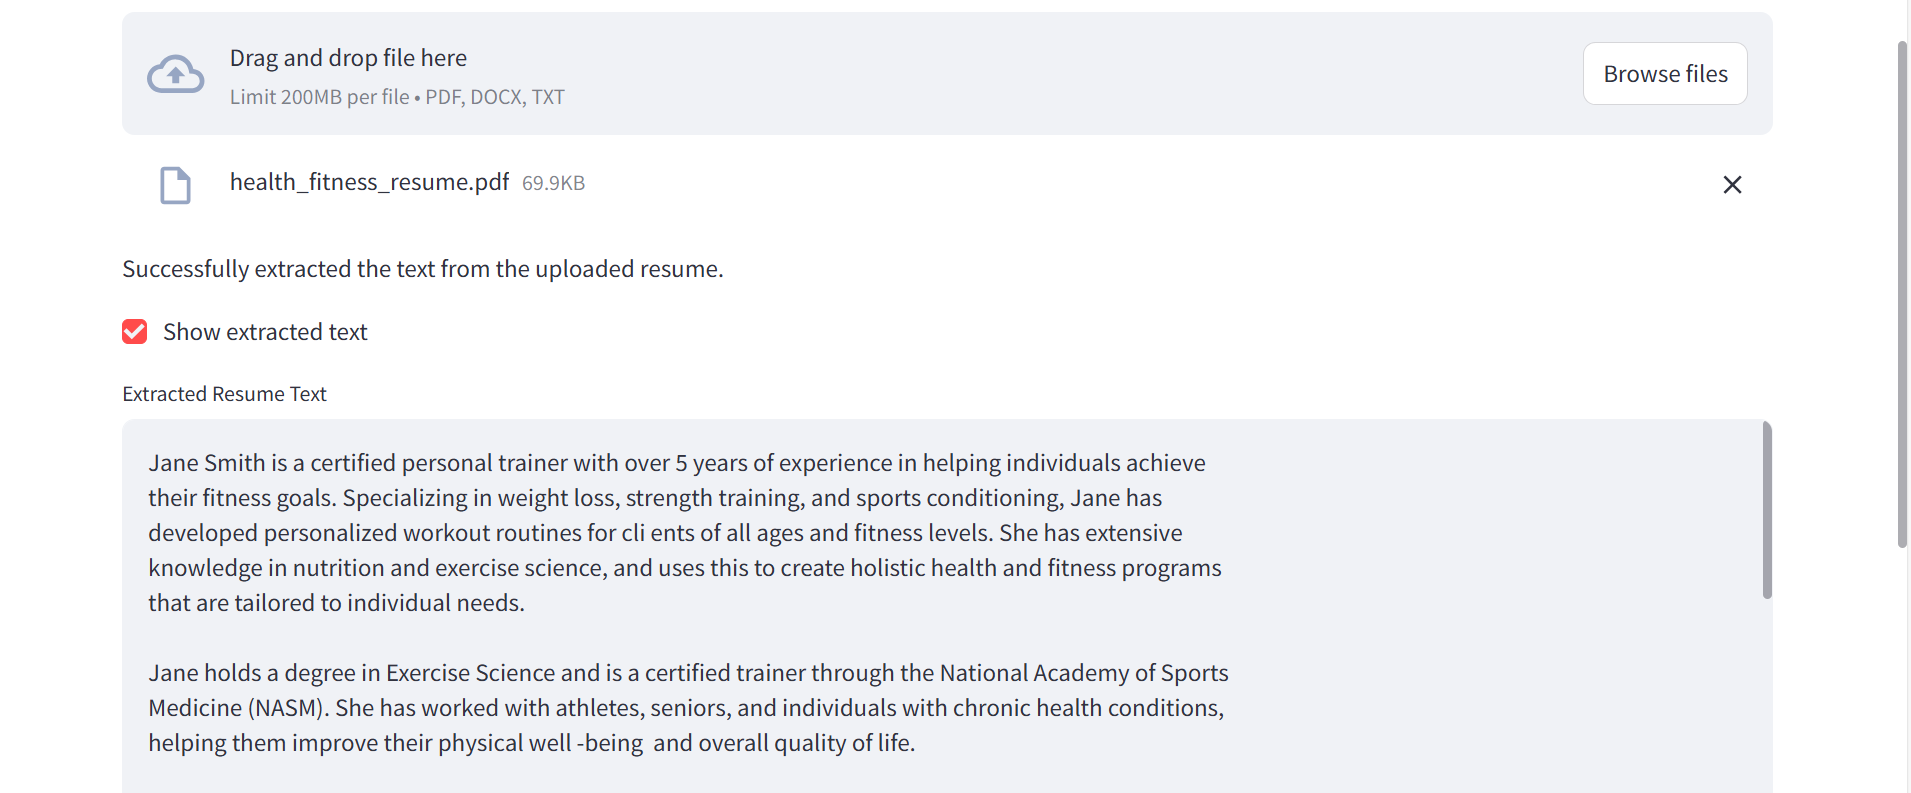 Drag and drop file here
Limit 200MB per file • PDF, DOCX, TXT
Browse files
health_fitness_resume.pdf 69.9KB
Successfully extracted the text from the uploaded resume.
Show extracted text
Extracted Resume Text
Jane Smith is a certified personal trainer with over 5 years of experience in helping individuals achieve
their fitness goals. Specializing in weight loss, strength training, and sports conditioning, Jane has
developed personalized workout routines for cli ents of all ages and fitness levels. She has extensive
knowledge in nutrition and exercise science, and uses this to create holistic health and fitness programs
that are tailored to individual needs.
Jane holds a degree in Exercise Science and is a certified trainer through the National Academy of Sports
Medicine (NASM). She has worked with athletes, seniors, and individuals with chronic health conditions,
helping them improve their physical well -being  and overall quality of life.